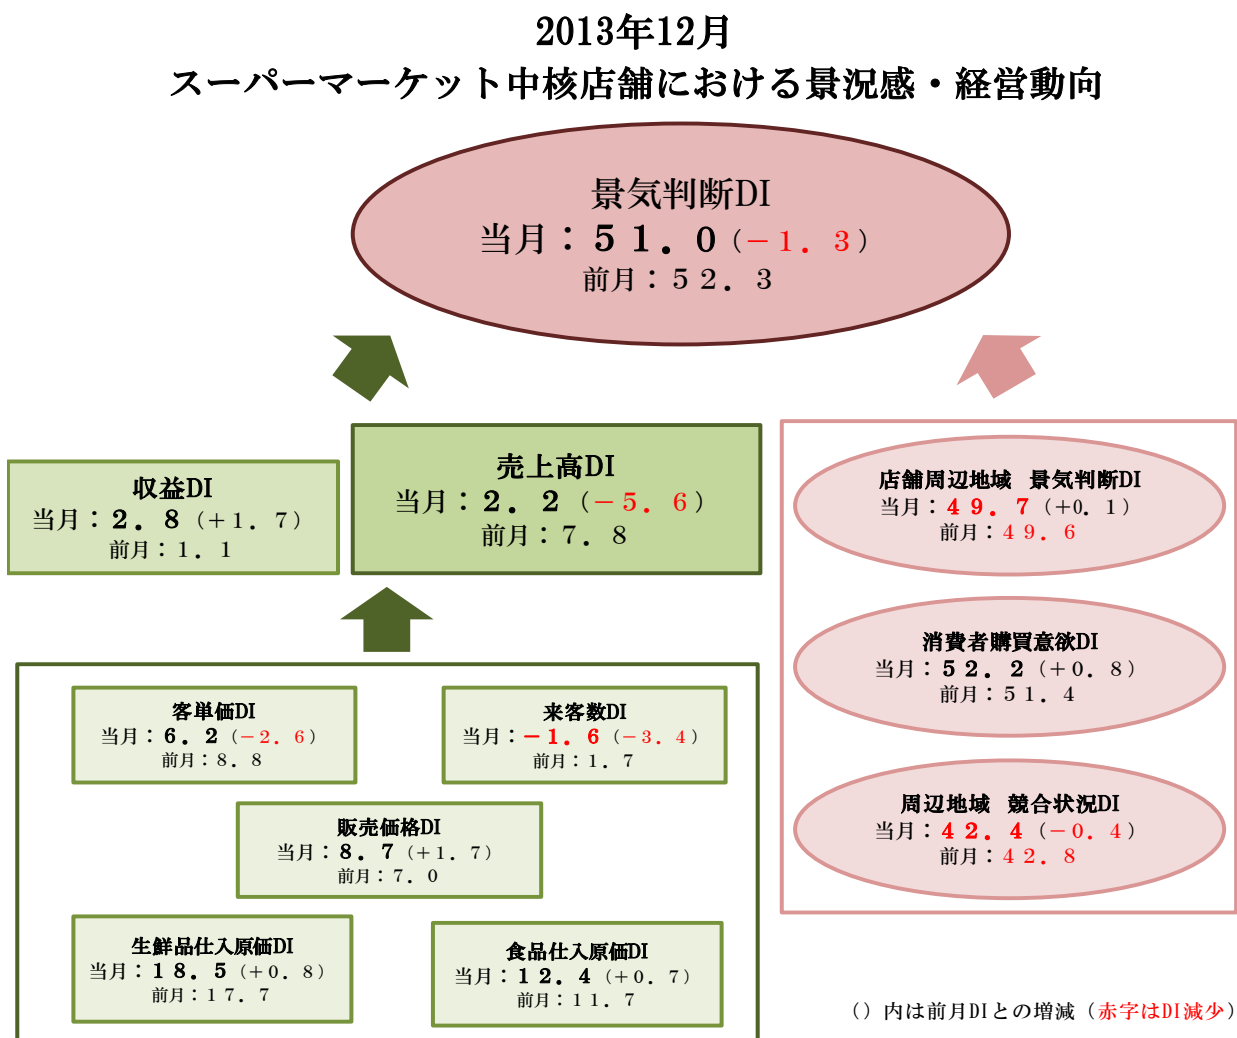 2013年12月
スーパーマーケット中核店舗における景況感・経営動向
景気判断DI
当月：５１．０（－１．３）
前月：５２．３
収益DI
当月：２．８（＋１．７）
前月：１．１
売上高DI
当月：２．２（－５．６）
前月：７．８
店舗周辺地域　景気判断DI
当月：４９．７（+０．１）
前月：４９．６
消費者購買意欲DI
当月：５２．２（＋０．８）
前月：５１．４
周辺地域　競合状況DI
当月：４２．４（－０．４）
前月：４２．８
客単価DI
当月：６．２（－２．６）
前月：８．８
来客数DI
当月：－１．６（－３．４）
前月：１．７
販売価格DI
当月：８．７（＋１．７）
前月：７．０
生鮮品仕入原価DI
当月：１８．５（＋０．８）
前月：１７．７
食品仕入原価DI
当月：１２．４（＋０．７）
前月：１１．７
（）内は前月DIとの増減（赤字はDI減少）